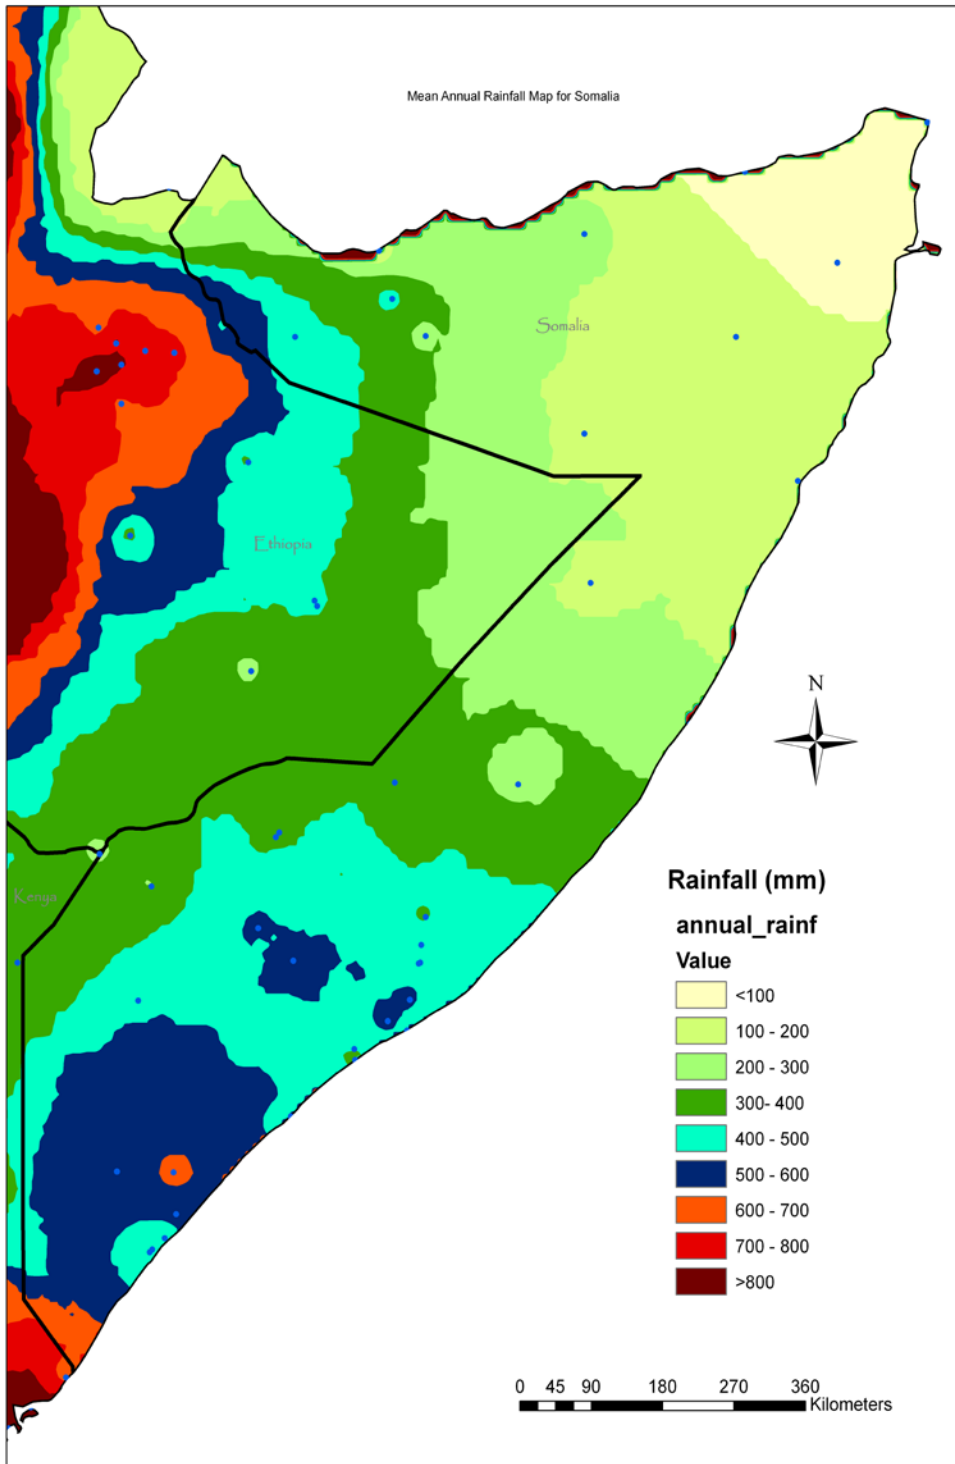 Mean Annual Rainfall Map for Somalia
Somalia
Ethiopia
N
Kenya
Rainfall (mm)
annual_rainf
Value
<100
100 - 200
200 - 300
300- 400
400 - 500
500 - 600
600 - 700
700 - 800
>800
0 45 90 180 270 360
Kilometers